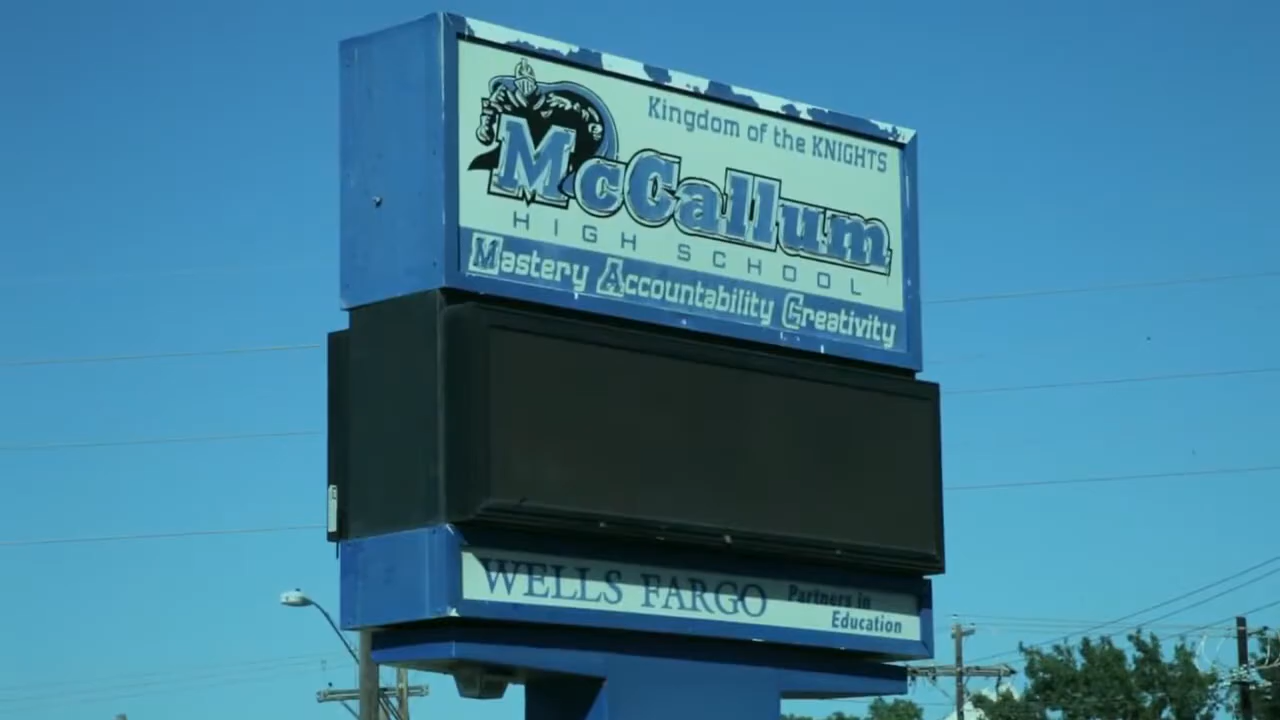 Kingdom of the KNIGHTS
McCallum
HIGH SCHOOL
Mastery Accountability Creativity
WELLS FARGO
Partners in
Education